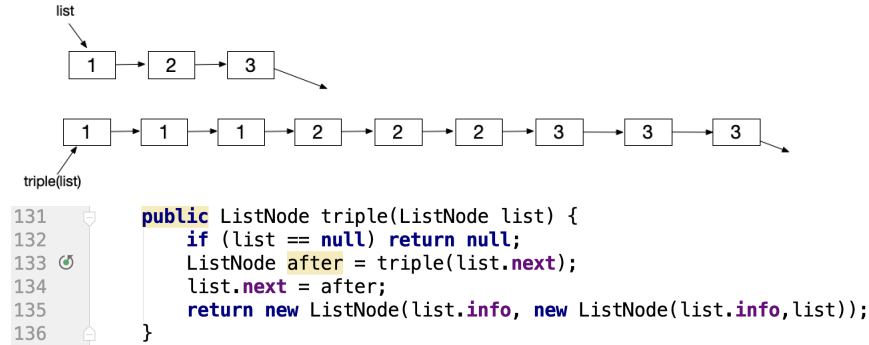 list
1 2 3
1 1 1 2 2 2 3 3 3
triple(list)
131 public ListNode triple(ListNode list) {
132 if (list == null) return null;
133 ListNode after = triple(list.next);
134 list.next = after;
135 return new ListNode(list.info, new ListNode(list.info,list));
136 }